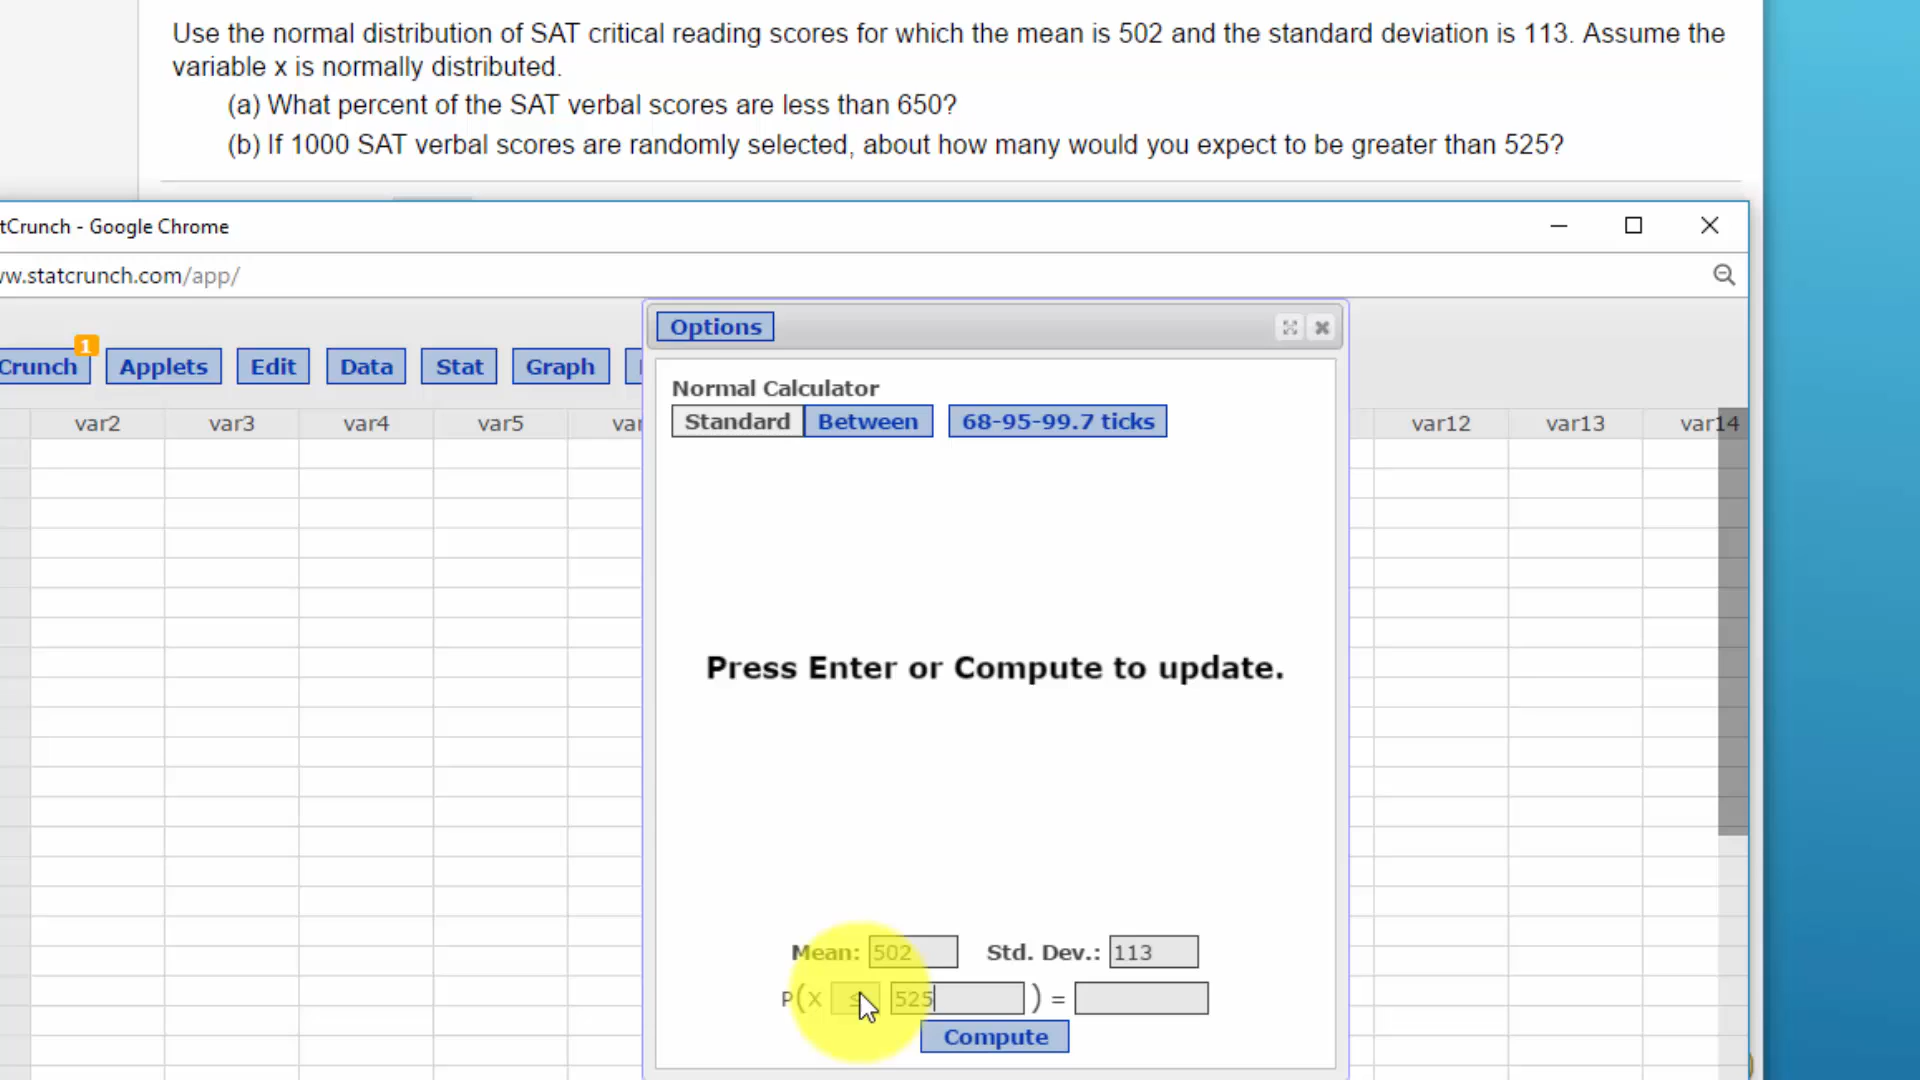 Use the normal distribution of SAT critical reading scores for which the mean is 502 and the standard deviation is 113. Assume the
variable x is normally distributed.
(a) What percent of the SAT verbal scores are less than 650?
(b) If 1000 SAT verbal scores are randomly selected, about how many would you expect to be greater than 525?
tCrunch - Google Chrome
w.statcrunch.com/app/
Options
Crunch 1 Applets Edit Data Stat Graph
Normal Calculator
Standard Between 68-95-99.7 ticks
var2 var3 var4 var5 var12 var13 var14
Press Enter or Compute to update.
Mean: 502 Std. Dev.: 113
P(X 525 ) =
Compute